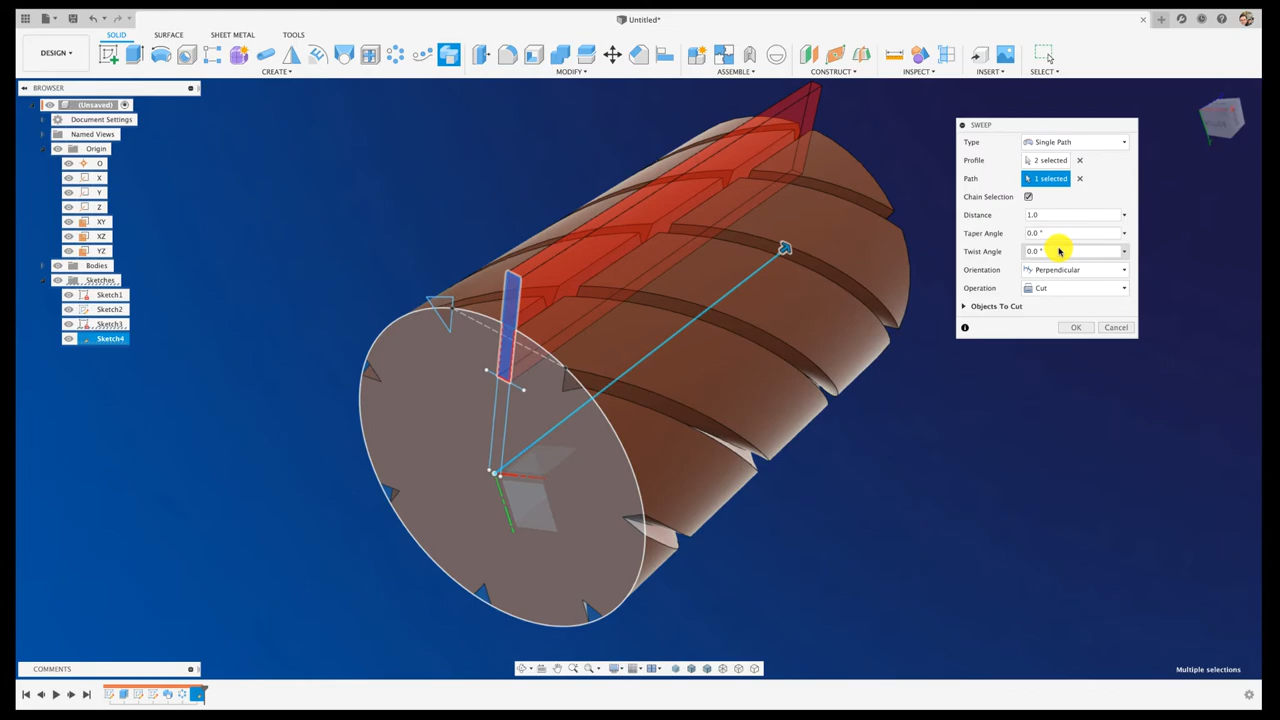 Untitled*
SOLID
SURFACE
SHEET METAL
TOOLS
DESIGN
CREATE
MODIFY
ASSEMBLE
CONSTRUCT
INSPECT
INSERT
SELECT
BROWSER
(Unsaved)
Document Settings
Named Views
Origin
O
X
Y
Z
XY
XZ
YZ
Bodies
Sketches
Sketch1
Sketch2
Sketch3
Sketch4
SWEEP
Type Single Path
Profile 2 selected
Path 1 selected
Chain Selection
Distance 1.0
Taper Angle 0.0 °
Twist Angle 0.0 °
Orientation Perpendicular
Operation Cut
Objects To Cut
OK Cancel
COMMENTS
Multiple selections